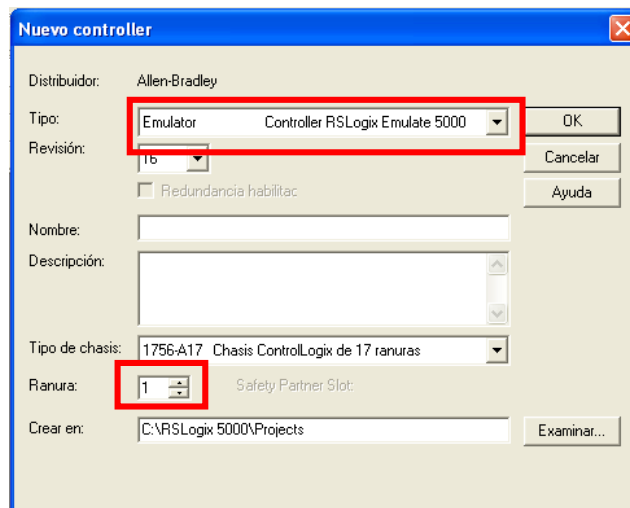 Nuevo controller
Distribuidor: Allen-Bradley
Tipo: Emulator Controller RSLogix Emulate 5000 OK
Revisión: 16 Cancelar
Redundancia habilitac Ayuda
Nombre:
Descripción:
Tipo de chasis: 1756-A17 Chasis ControlLogix de 17 ranuras
Ranura: 1 Safety Partner Slot:
Crear en: C:\RSLogix 5000\Projects Examinar...